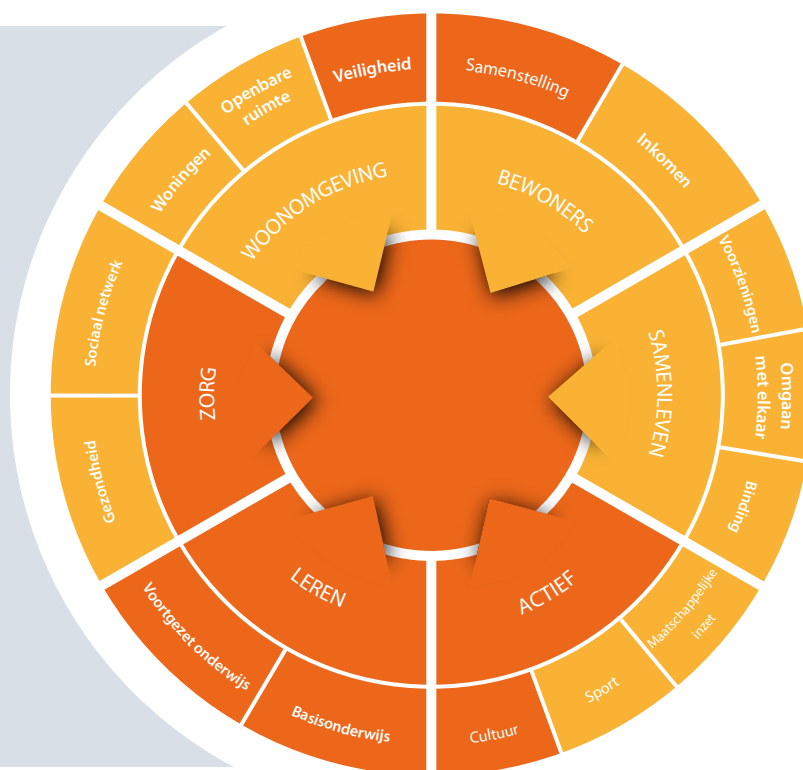 Veiligheid
Samenstelling
Openbare
ruimte
Inkomen
Woningen
WOONOMGEVING
BEWONERS
Voorzieningen
Sociaal netwerk
ZORG
SAMENLEVEN
Omgaan
met elkaar
Gezondheid
Binding
LEREN
ACTIEF
Maatschappelijke
inzet
Voortgezet onderwijs
Sport
Basisonderwijs
Cultuur